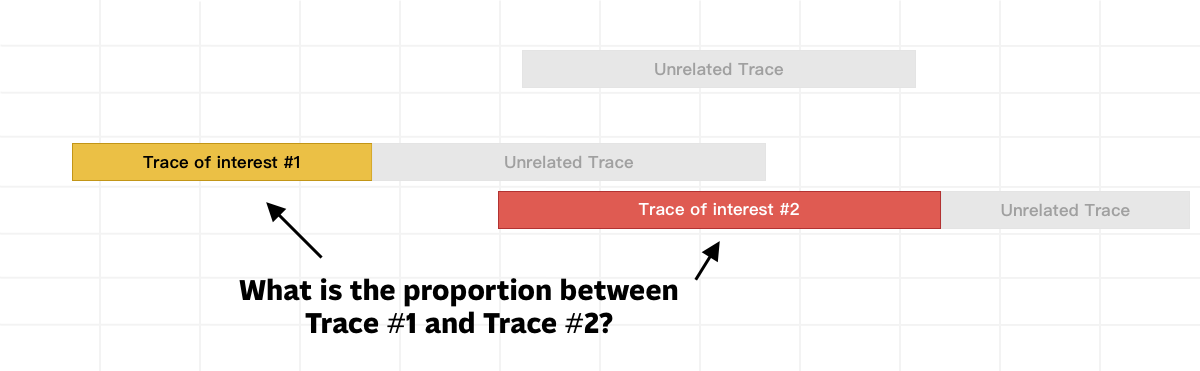 Unrelated Trace
Trace of interest #1
Unrelated Trace
Trace of interest #2
Unrelated Trace
What is the proportion between
Trace #1 and Trace #2?